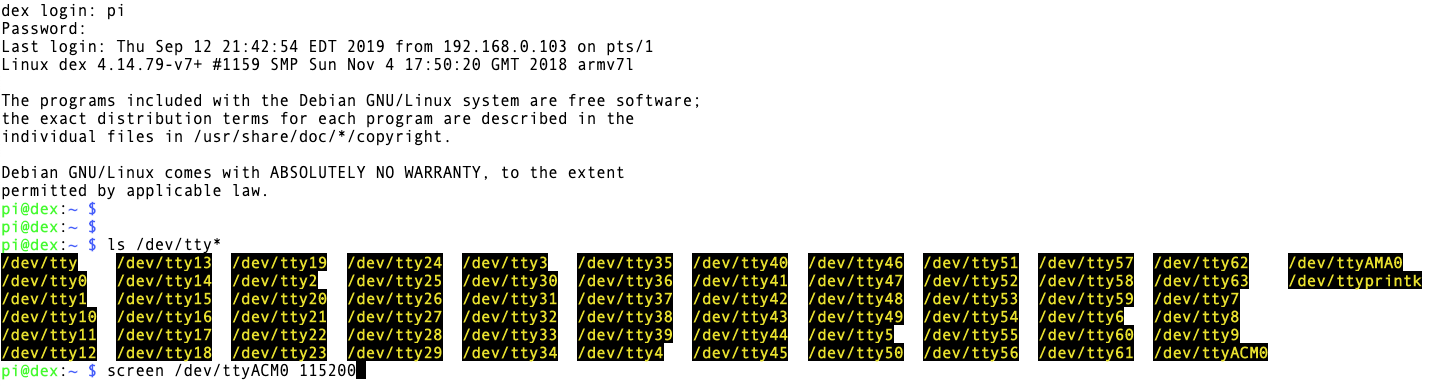 dex login: pi
Password:
Last login: Thu Sep 12 21:42:54 EDT 2019 from 192.168.0.103 on pts/1
Linux dex 4.14.79-v7+ #1159 SMP Sun Nov 4 17:50:20 GMT 2018 armv7l
The programs included with the Debian GNU/Linux system are free software;
the exact distribution terms for each program are described in the
individual files in /usr/share/doc/*/copyright.
Debian GNU/Linux comes with ABSOLUTELY NO WARRANTY, to the extent
permitted by applicable law.
pi@dex:~ $
pi@dex:~ $
pi@dex:~ $ ls /dev/tty*
/dev/tty /dev/tty13 /dev/tty19 /dev/tty24 /dev/tty3 /dev/tty35 /dev/tty40 /dev/tty46 /dev/tty51 /dev/tty57 /dev/tty62 /dev/ttyAMA0
/dev/tty0 /dev/tty14 /dev/tty2 /dev/tty25 /dev/tty30 /dev/tty36 /dev/tty41 /dev/tty47 /dev/tty52 /dev/tty58 /dev/tty63 /dev/ttyprintk
/dev/tty1 /dev/tty15 /dev/tty20 /dev/tty26 /dev/tty31 /dev/tty37 /dev/tty42 /dev/tty48 /dev/tty53 /dev/tty59 /dev/tty7
/dev/tty10 /dev/tty16 /dev/tty21 /dev/tty27 /dev/tty32 /dev/tty38 /dev/tty43 /dev/tty49 /dev/tty54 /dev/tty6 /dev/tty8
/dev/tty11 /dev/tty17 /dev/tty22 /dev/tty28 /dev/tty33 /dev/tty39 /dev/tty44 /dev/tty5 /dev/tty55 /dev/tty60 /dev/tty9
/dev/tty12 /dev/tty18 /dev/tty23 /dev/tty29 /dev/tty34 /dev/tty4 /dev/tty45 /dev/tty50 /dev/tty56 /dev/tty61 /dev/ttyACM0
pi@dex:~ $ screen /dev/ttyACM0 115200